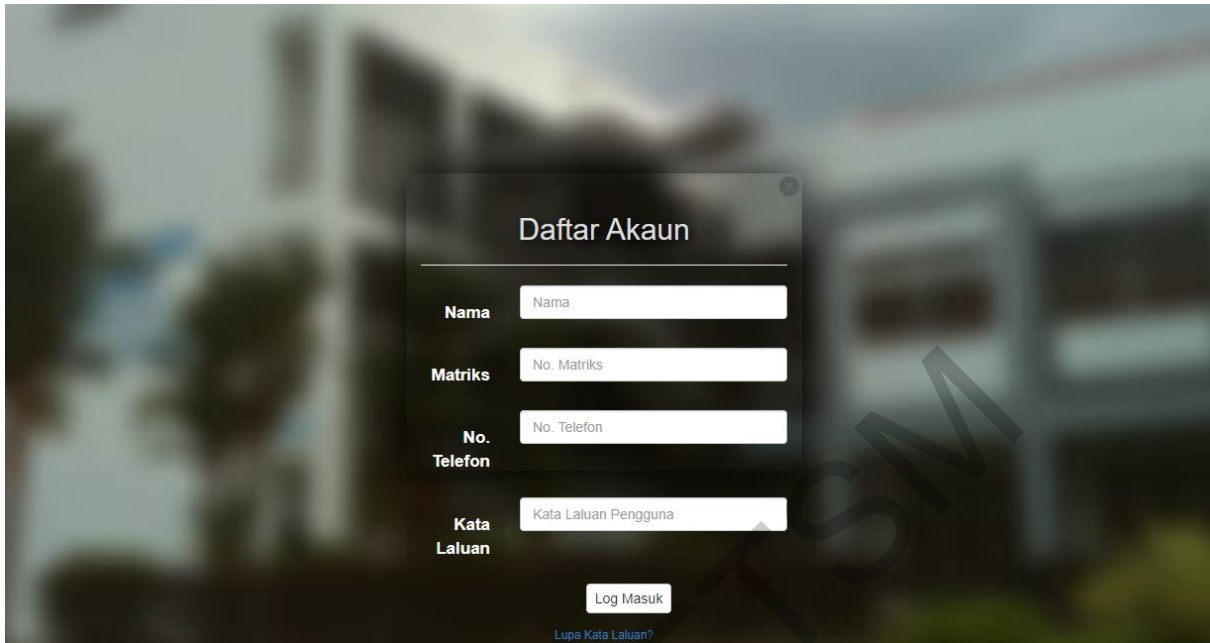 Daftar Akaun
Nama
Nama
Matriks
No. Matriks
No.
Telefon
No. Telefon
Kata
Laluan
Kata Laluan Pengguna
Log Masuk
Lupa Kata Laluan?
TSM